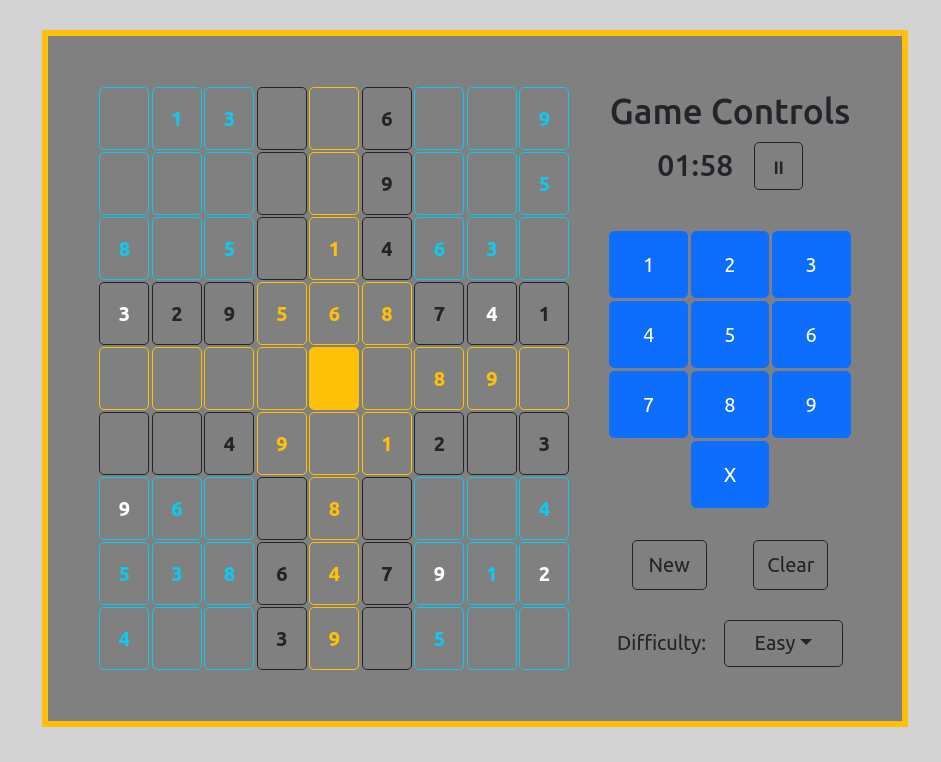 1 3 6 9
9 5
8 5 1 4 6 3
3 2 9 5 6 8 7 4 1
8 9
4 9 1 2 3
9 6 8 4
5 3 8 6 4 7 9 1 2
4 3 9 5
Game Controls
01:58
1 2 3
4 5 6
7 8 9
X
New Clear
Difficulty: Easy